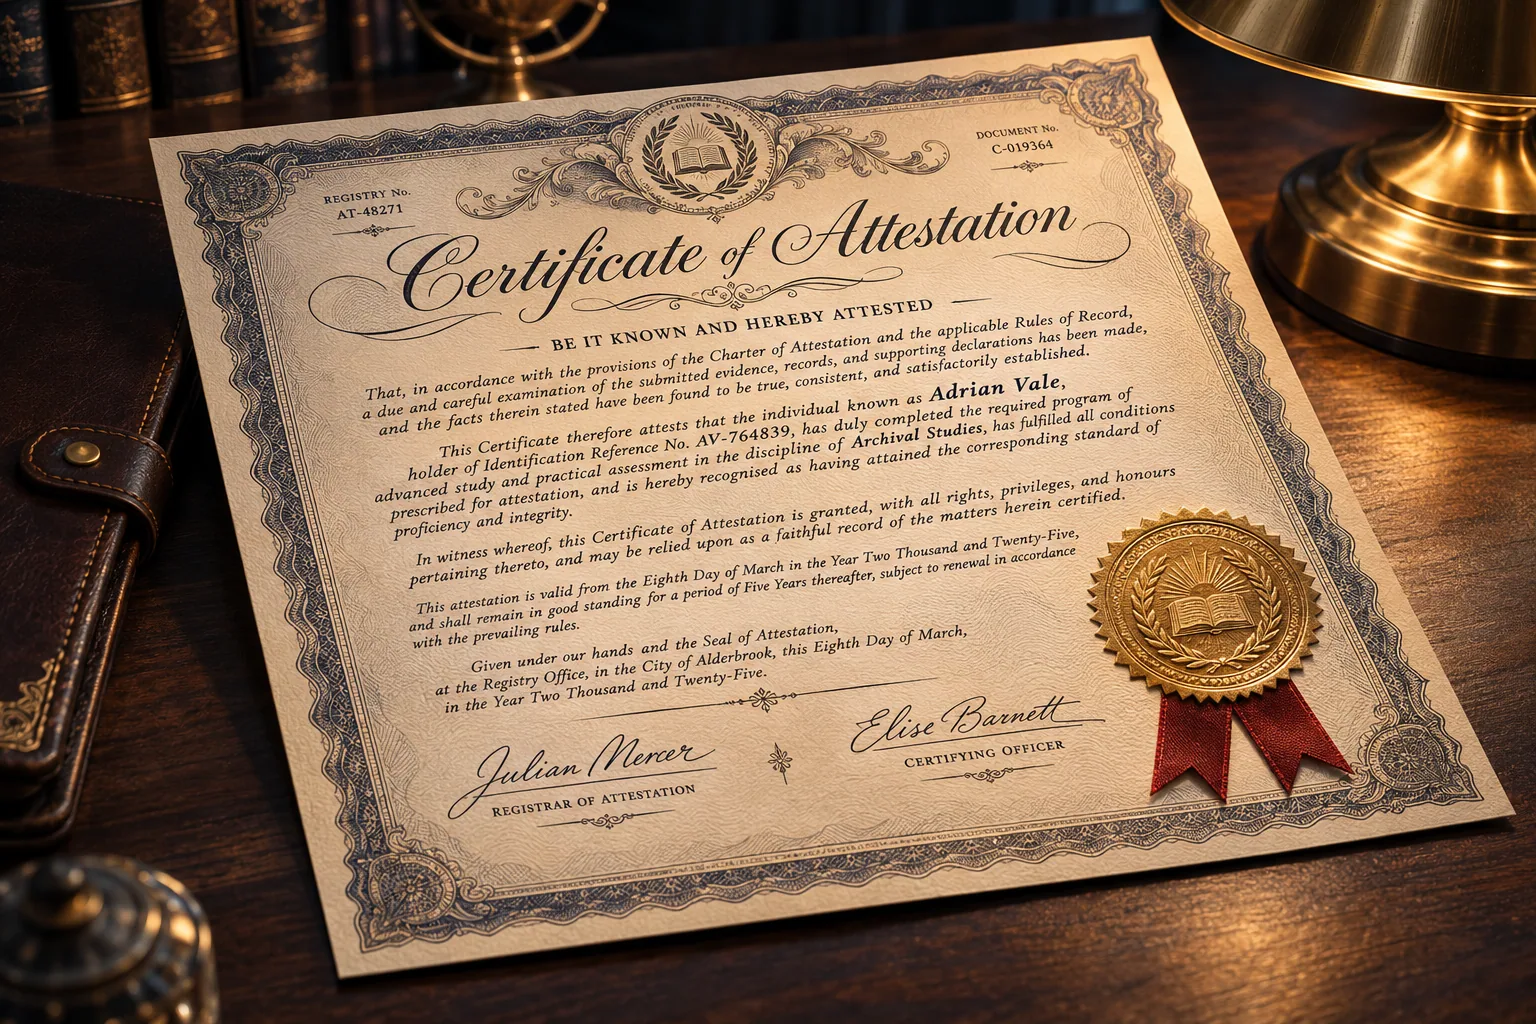 REGISTRY No.
AT-48271
DOCUMENT No.
C-019364
Certificate of Attestation
BE IT KNOWN AND HEREBY ATTESTED
That, in accordance with the provisions of the Charter of Attestation and the applicable Rules of Record,
a due and careful examination of the submitted evidence, records, and supporting declarations has been made,
and the facts therein stated have been found to be true, consistent, and satisfactorily established.
This Certificate therefore attests that the individual known as Adrian Vale,
holder of Identification Reference No. AV-764839, has duly completed the required program of
advanced study and practical assessment in the discipline of Archival Studies, has fulfilled all conditions
prescribed for attestation, and is hereby recognised as having attained the corresponding standard of
proficiency and integrity.
In witness whereof, this Certificate of Attestation is granted, with all rights, privileges, and honours
pertaining thereto, and may be relied upon as a faithful record of the matters herein certified.
This attestation is valid from the Eighth Day of March in the Year Two Thousand and Twenty-Five,
and shall remain in good standing for a period of Five Years thereafter, subject to renewal in accordance
with the prevailing rules.
Given under our hands and the Seal of Attestation,
at the Registry Office, in the City of Alderbrook, this Eighth Day of March,
in the Year Two Thousand and Twenty-Five.
Julian Mercer
REGISTRAR OF ATTESTATION
Elise Barnett
CERTIFYING OFFICER